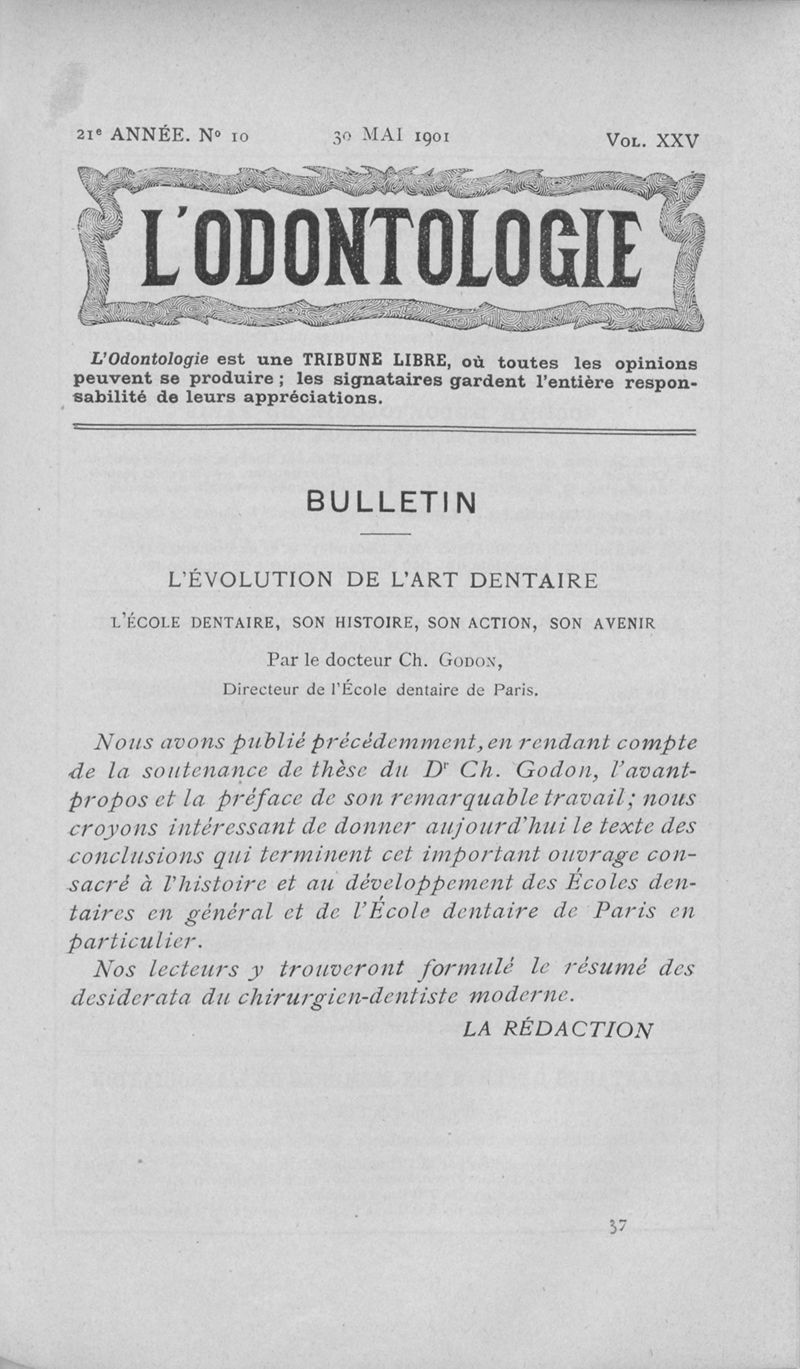 21e ANNÉE. No 10 30 MAI 1901 VOL. XXV
L'ODONTOLOGIE
L'Odontologie est une TRIBUNE LIBRE, où toutes les opinions
peuvent se produire ; les signataires gardent l'entière respon-
sabilité de leurs appréciations.
BULLETIN
L'ÉVOLUTION DE L'ART DENTAIRE
L'ÉCOLE DENTAIRE, SON HISTOIRE, SON ACTION, SON AVENIR
Par le docteur Ch. GODON,
Directeur de l'École dentaire de Paris.
Nous avons publié précédemment, en rendant compte
de la soutenance de thèse du Dr Ch. Godon, l'avant-
propos et la préface de son remarquable travail ; nous
croyons intéressant de donner aujourd'hui le texte des
conclusions qui terminent cet important ouvrage con-
sacré à l'histoire et au développement des Écoles den-
taires en général et de l'École dentaire de Paris en
particulier.
Nos lecteurs y trouveront formulé le résumé des
desiderata du chirurgien-dentiste moderne.
LA RÉDACTION
37